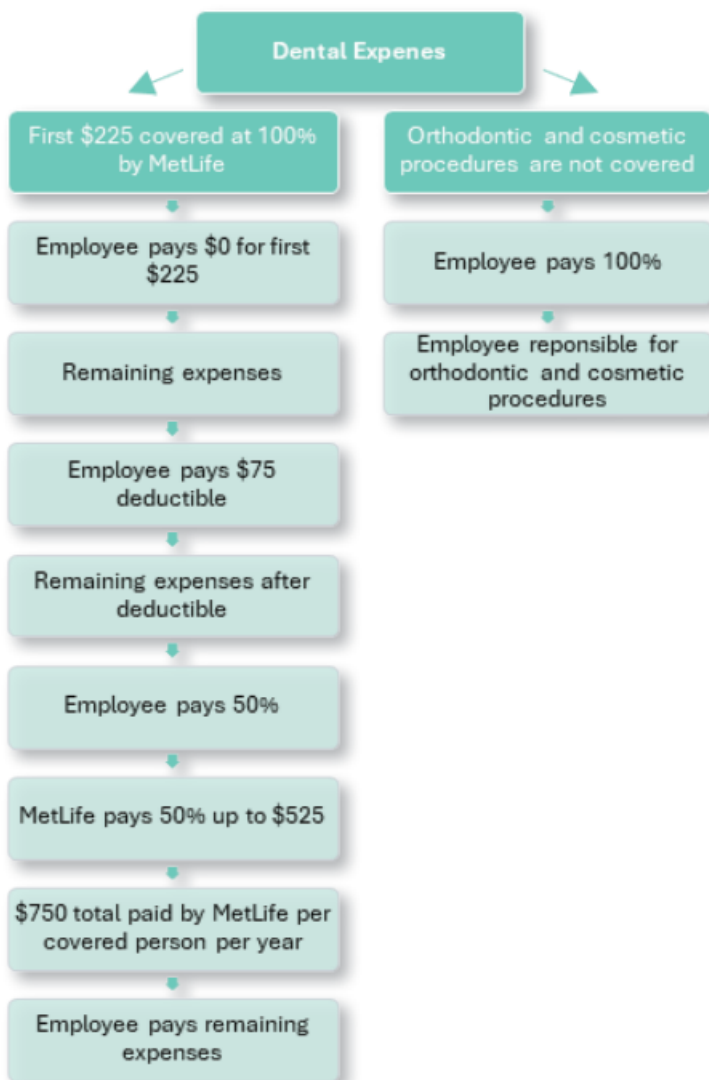 Dental Expenes
First $225 covered at 100%
by MetLife
Employee pays $0 for first
$225
Remaining expenses
Employee pays $75
deductible
Remaining expenses after
deductible
Employee pays 50%
MetLife pays 50% up to $525
$750 total paid by MetLife per
covered person per year
Employee pays remaining
expenses
Orthodontic and cosmetic
procedures are not covered
Employee pays 100%
Employee reponsible for
orthodontic and cosmetic
procedures